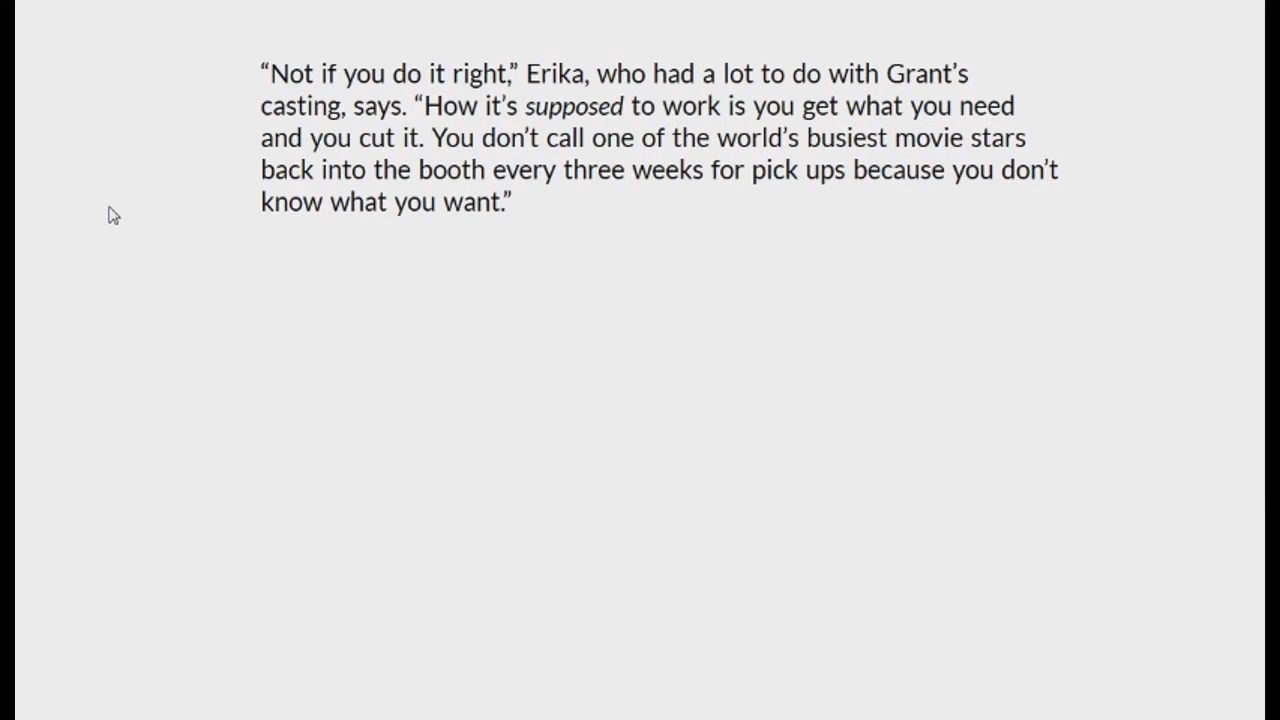 “Not if you do it right,” Erika, who had a lot to do with Grant’s
casting, says. “How it’s supposed to work is you get what you need
and you cut it. You don’t call one of the world’s busiest movie stars
back into the booth every three weeks for pick ups because you don’t
know what you want.”